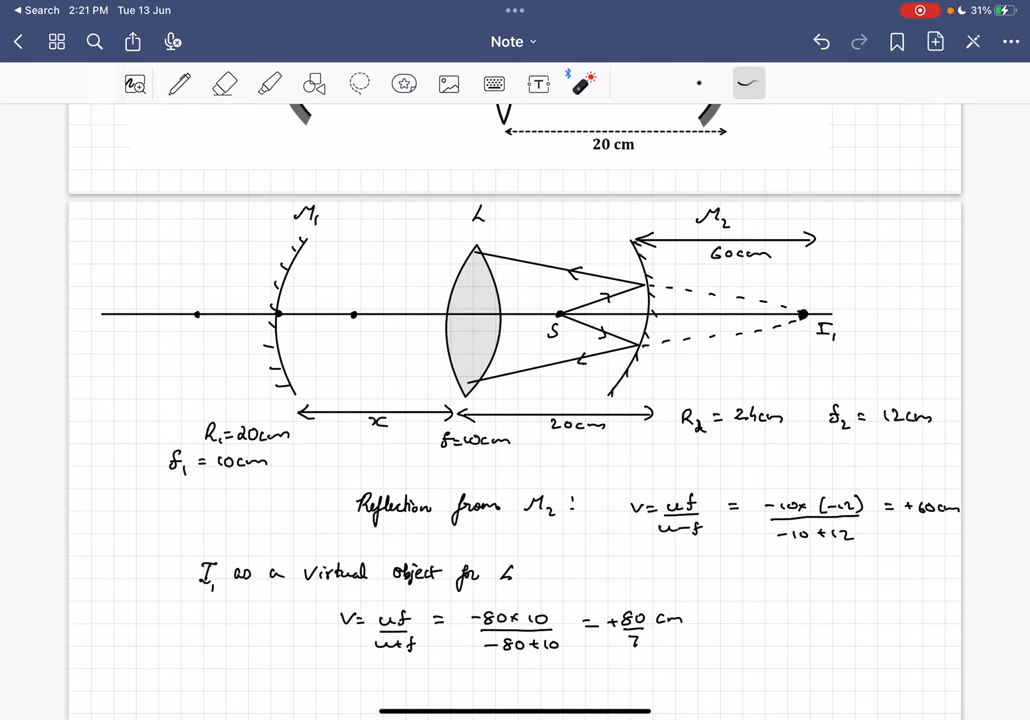 Search 2:21 PM Tue 13 Jun 31%
Note
T
20 cm
M₁ L M₂
60cm
S I₁
x 20cm R₂ = 24cm f₂ = 12cm
R₁=20cm f=10cm
f₁ = 10cm
Reflection from M₂ : v = uf/u-f = -10x (-12)/-10 +12 = +60cm
I₁ as a virtual object for L
v = uf/u+f = -80 x 10/-80 +10 = +80/7 cm